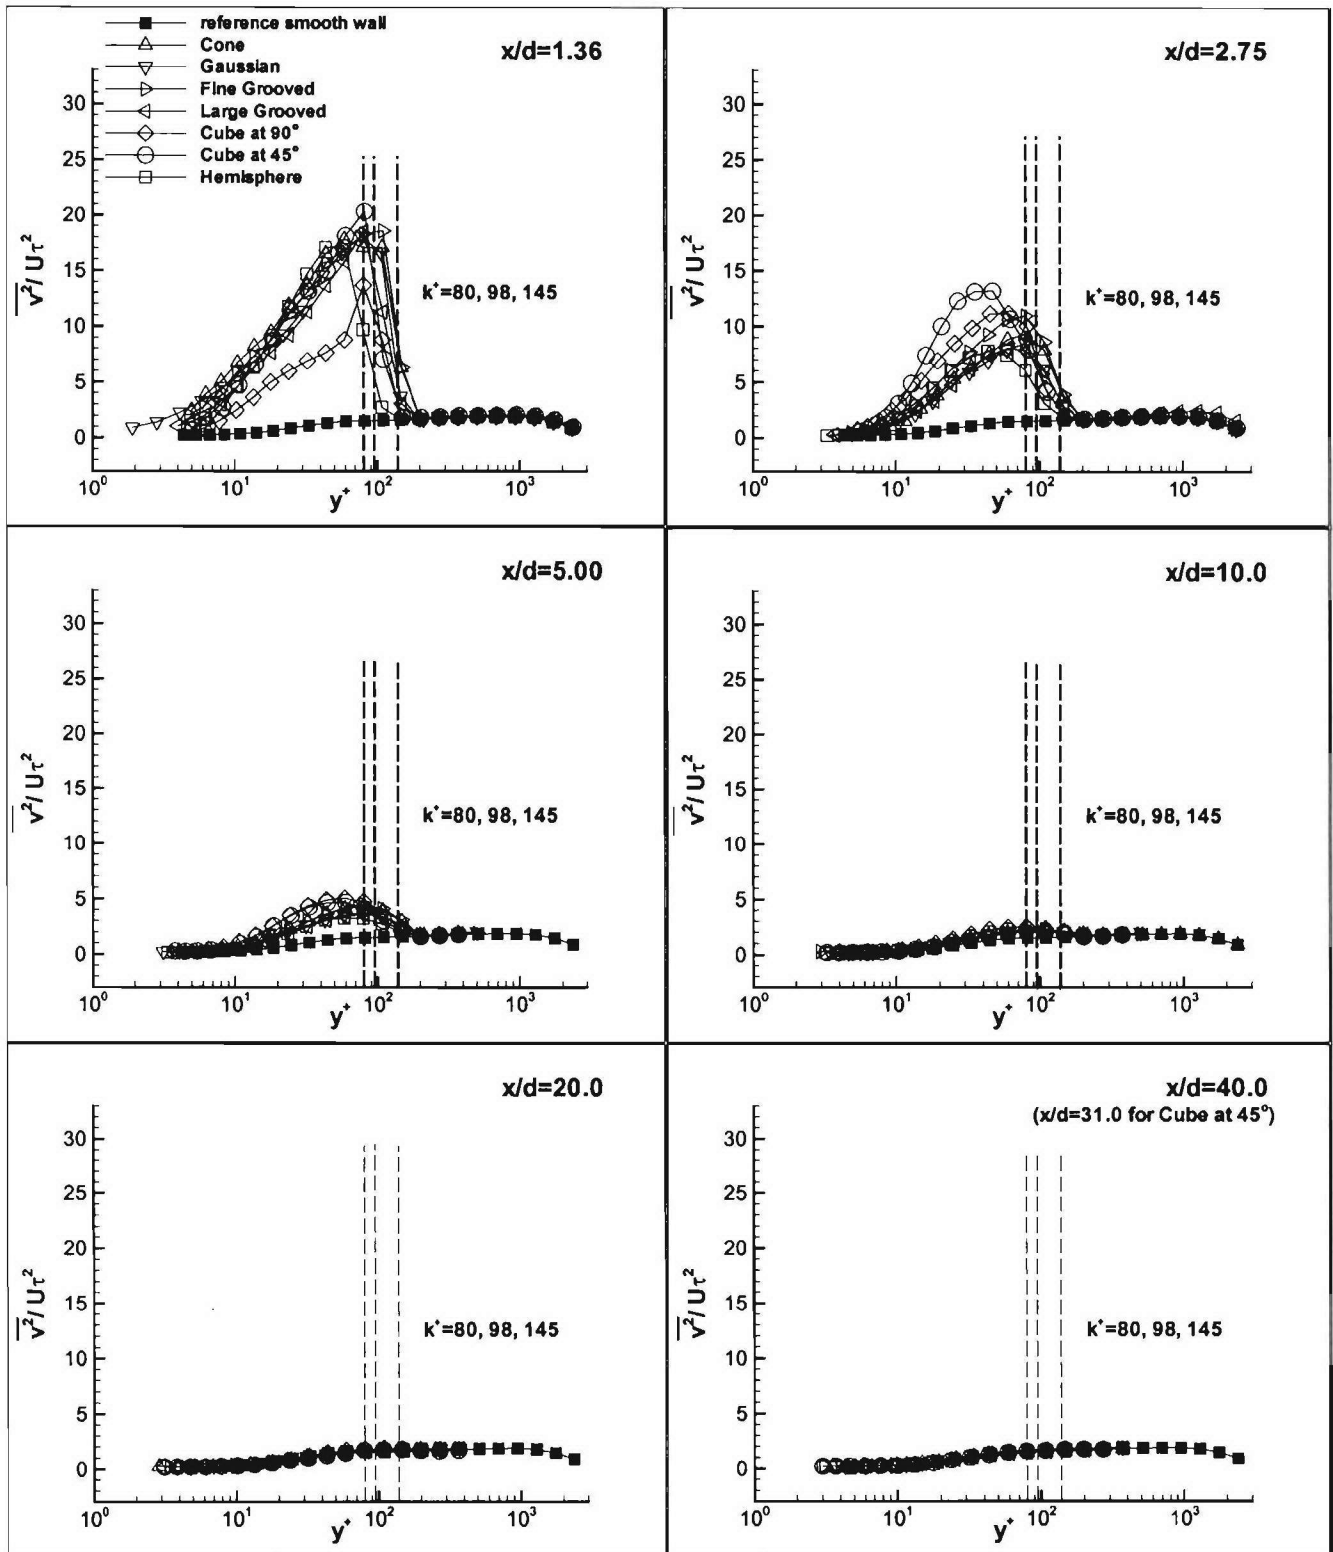 reference smooth wall
Cone
Gaussian
Fine Grooved
Large Grooved
Cube at 90°
Cube at 45°
Hemisphere
x/d=1.36
30
25
20
15
10
5
0
v²/Uτ²
k⁺=80, 98, 145
10⁰ 10¹ 10² 10³
y⁺
x/d=2.75
30
25
20
15
10
5
0
v²/Uτ²
k⁺=80, 98, 145
10⁰ 10¹ 10² 10³
y⁺
x/d=5.00
30
25
20
15
10
5
0
v²/Uτ²
k⁺=80, 98, 145
10⁰ 10¹ 10² 10³
y⁺
x/d=10.0
30
25
20
15
10
5
0
v²/Uτ²
k⁺=80, 98, 145
10⁰ 10¹ 10² 10³
y⁺
x/d=20.0
30
25
20
15
10
5
0
v²/Uτ²
k⁺=80, 98, 145
10⁰ 10¹ 10² 10³
y⁺
x/d=40.0
(x/d=31.0 for Cube at 45°)
30
25
20
15
10
5
0
v²/Uτ²
k⁺=80, 98, 145
10⁰ 10¹ 10² 10³
y⁺